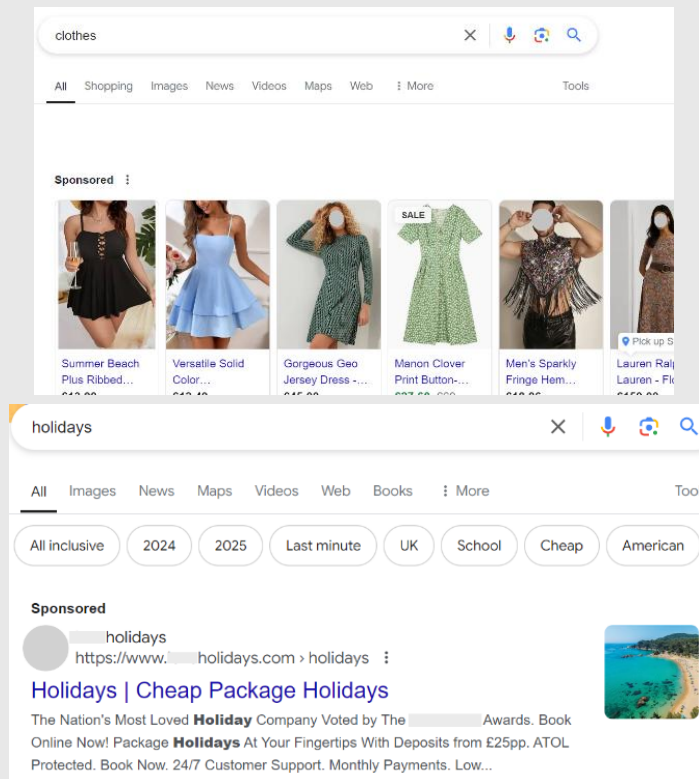 clothes
All Shopping Images News Videos Maps Web More Tools
Sponsored
SALE
Pick up S
Summer Beach Versatile Solid Gorgeous Geo Manon Clover Men's Sparkly Lauren Ralp
Plus Ribbed... Color... Jersey Dress -... Print Button-... Fringe Hem... Lauren - Flo
holidays
All Images News Maps Videos Web Books More Too
All inclusive 2024 2025 Last minute UK School Cheap American
Sponsored
holidays
https://www. holidays.com › holidays
Holidays | Cheap Package Holidays
The Nation's Most Loved Holiday Company Voted by The Awards. Book
Online Now! Package Holidays At Your Fingertips With Deposits from £25pp. ATOL
Protected. Book Now. 24/7 Customer Support. Monthly Payments. Low...